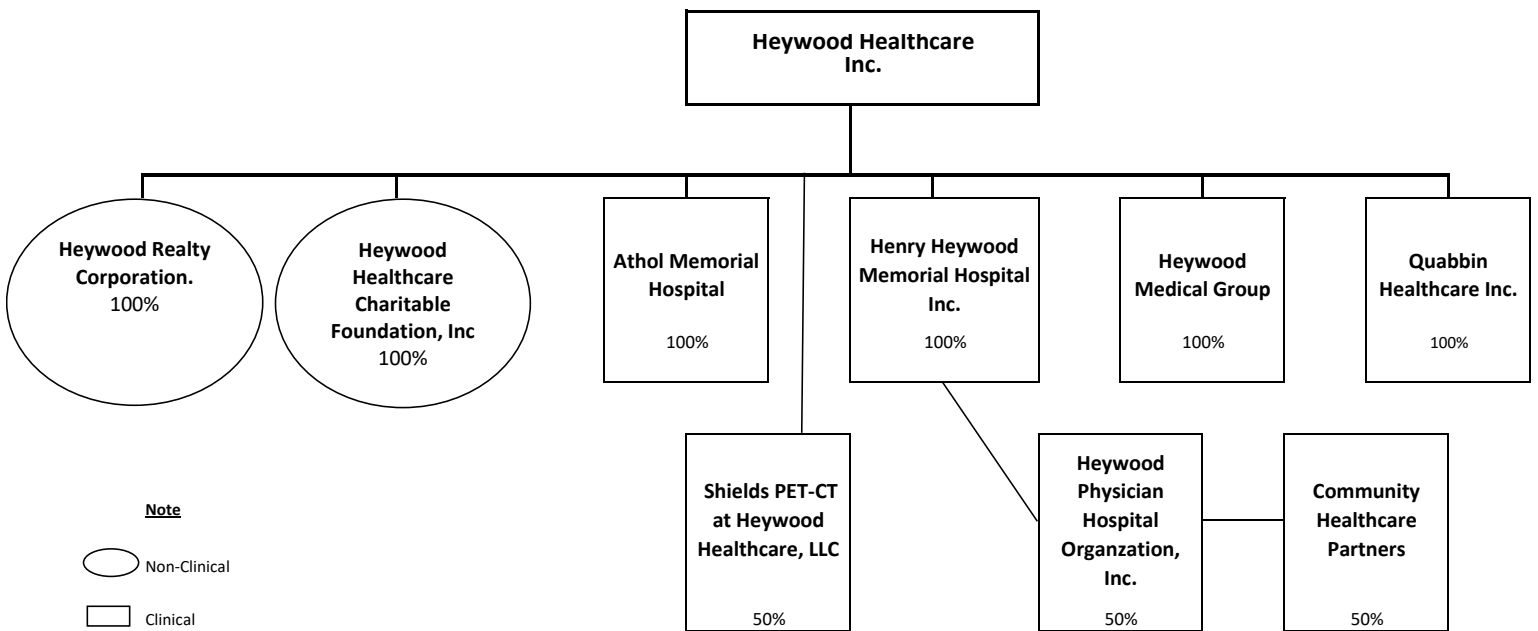 Heywood Healthcare
Inc.
Heywood Realty
Corporation.
100%
Heywood
Healthcare
Charitable
Foundation, Inc
100%
Athol Memorial
Hospital
100%
Henry Heywood
Memorial Hospital
Inc.
100%
Heywood
Medical Group
100%
Quabbin
Healthcare Inc.
100%
Shields PET-CT
at Heywood
Healthcare, LLC
50%
Heywood
Physician
Hospital
Organzation,
Inc.
50%
Community
Healthcare
Partners
50%
Note
Non-Clinical
Clinical